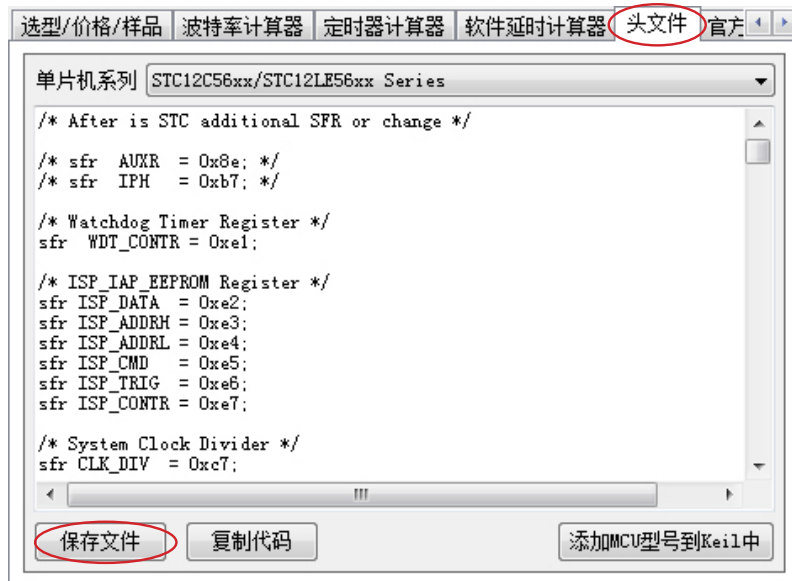 选型/价格/样品 波特率计算器 定时器计算器 软件延时计算器 头文件 官方
单片机系列 STC12C56xx/STC12LE56xx Series
/* After is STC additional SFR or change */
/* sfr  AUXR  = 0x8e; */
/* sfr  IPH   = 0xb7; */
/* Watchdog Timer Register */
sfr  WDT_CONTR = 0xe1;
/* ISP_IAP_EEPROM Register */
sfr ISP_DATA  = 0xe2;
sfr ISP_ADDRH = 0xe3;
sfr ISP_ADDRL = 0xe4;
sfr ISP_CMD   = 0xe5;
sfr ISP_TRIG  = 0xe6;
sfr ISP_CONTR = 0xe7;
/* System Clock Divider */
sfr CLK_DIV  = 0xc7;
保存文件 复制代码 添加MCU型号到Keil中